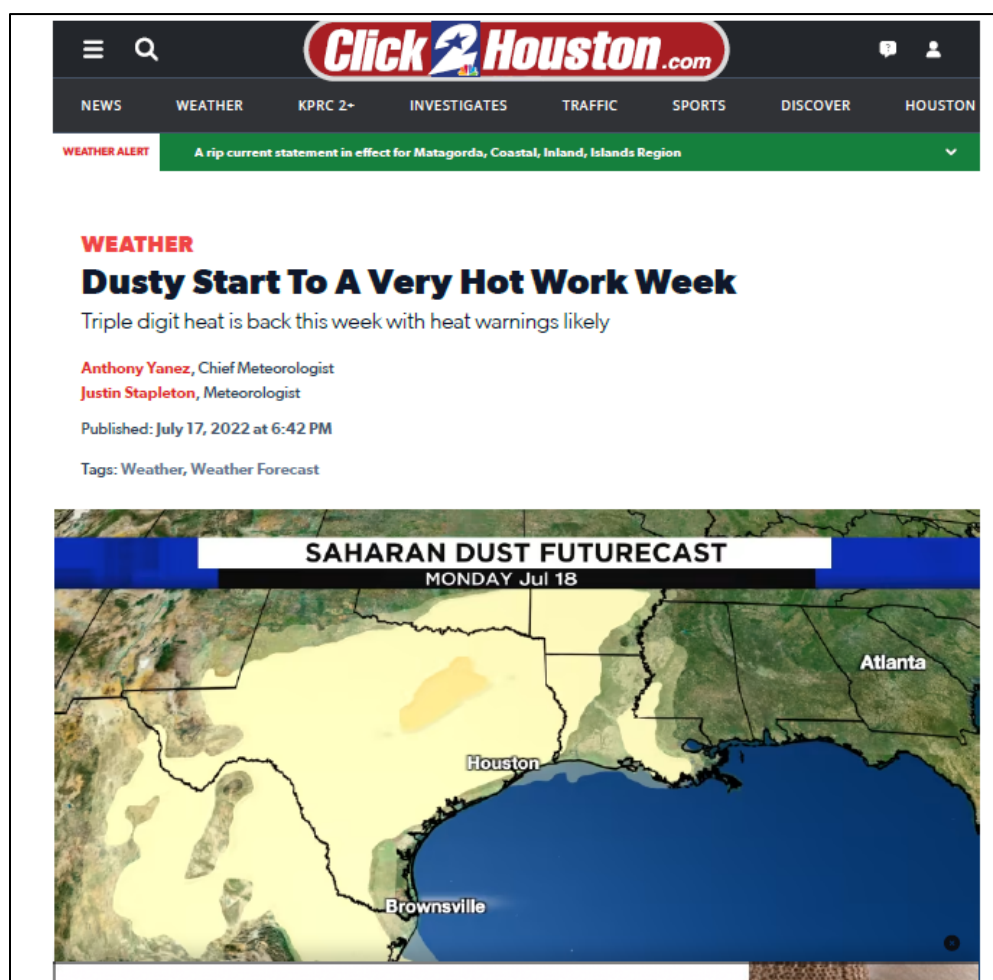 Click 2 Houston.com
NEWS WEATHER KPRC 2+ INVESTIGATES TRAFFIC SPORTS DISCOVER HOUSTON
WEATHER ALERT A rip current statement in effect for Matagorda, Coastal, Inland, Islands Region
WEATHER
Dusty Start To A Very Hot Work Week
Triple digit heat is back this week with heat warnings likely
Anthony Yanez, Chief Meteorologist
Justin Stapleton, Meteorologist
Published: July 17, 2022 at 6:42 PM
Tags: Weather, Weather Forecast
SAHARAN DUST FUTURECAST
MONDAY Jul 18
Atlanta
Houston
Brownsville